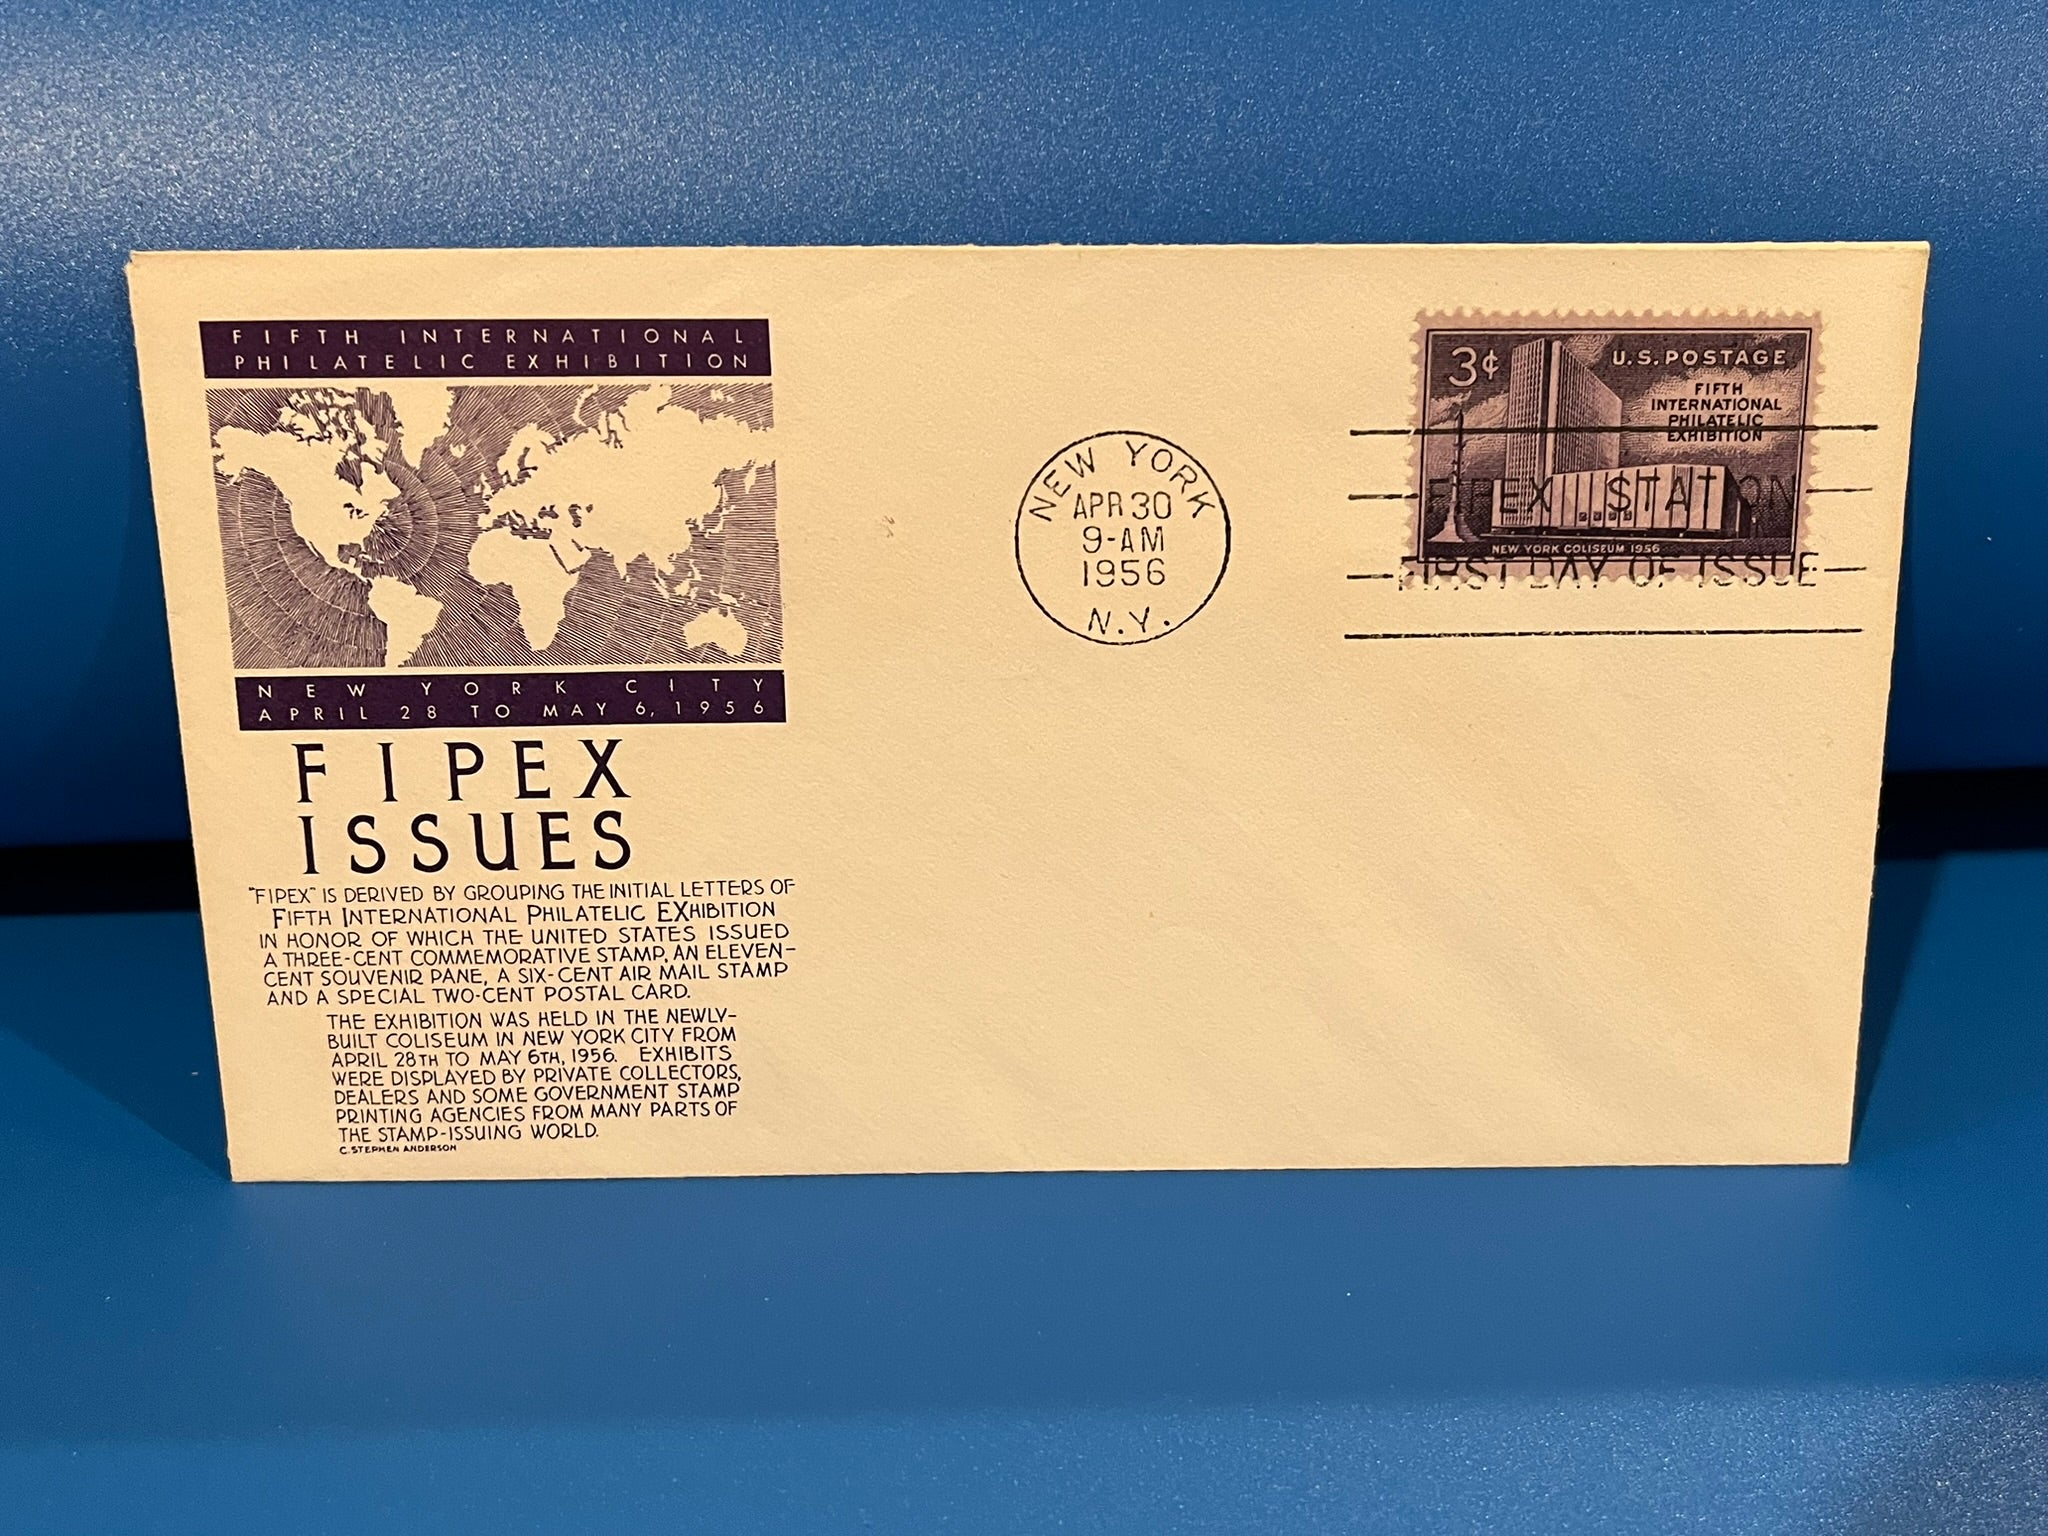 FIFTH INTERNATIONAL
PHILATELIC EXHIBITION
NEW YORK CITY
APRIL 28 TO MAY 6, 1956
FIPEX
ISSUES
"FIPEX" IS DERIVED BY GROUPING THE INITIAL LETTERS OF
FIFTH INTERNATIONAL PHILATELIC EXHIBITION
IN HONOR OF WHICH THE UNITED STATES ISSUED
A THREE-CENT COMMEMORATIVE STAMP, AN ELEVEN-
CENT SOUVENIR PANE, A SIX-CENT AIR MAIL STAMP
AND A SPECIAL TWO-CENT POSTAL CARD.
THE EXHIBITION WAS HELD IN THE NEWLY-
BUILT COLISEUM IN NEW YORK CITY FROM
APRIL 28TH TO MAY 6TH, 1956. EXHIBITS
WERE DISPLAYED BY PRIVATE COLLECTORS,
DEALERS AND SOME GOVERNMENT STAMP
PRINTING AGENCIES FROM MANY PARTS OF
THE STAMP-ISSUING WORLD.
C. STEPHEN ANDERSON
NEW YORK
APR 30
9-AM
1956
N.Y.
3¢
U.S. POSTAGE
FIFTH
INTERNATIONAL
PHILATELIC
EXHIBITION
FIPEX STATION
NEW YORK COLISEUM 1956
FIRST DAY OF ISSUE